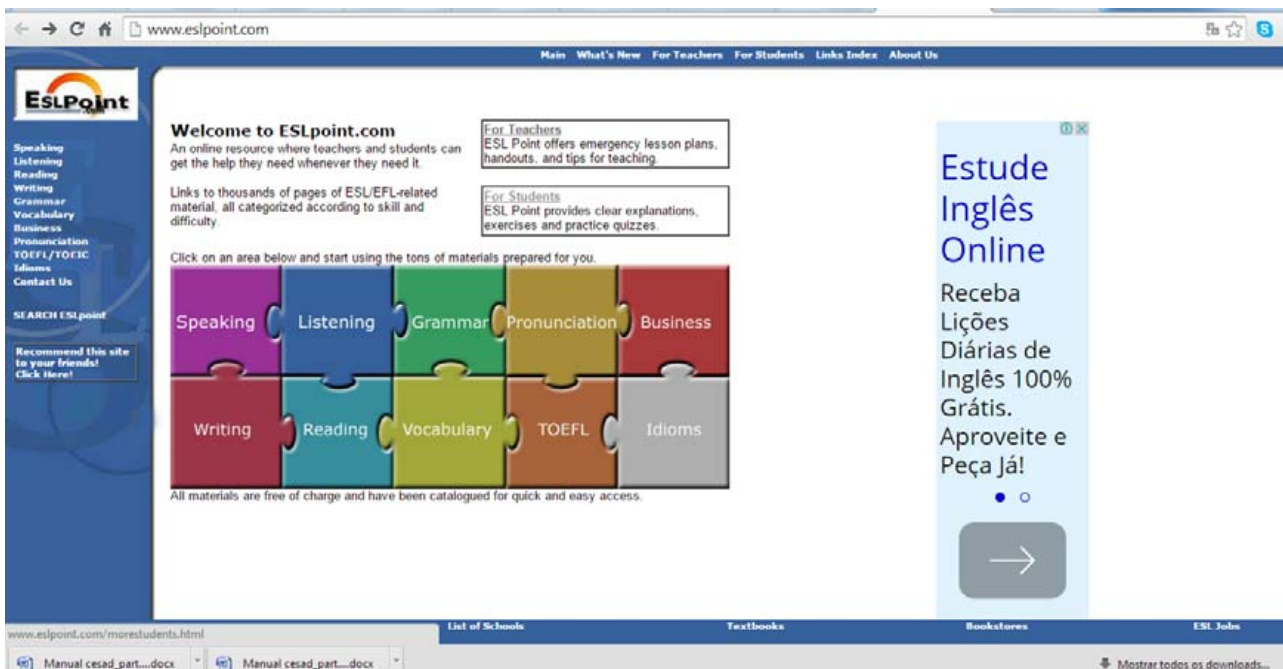 www.eslpoint.com
Main What's New For Teachers For Students Links Index About Us
ESLPoint
.com
Speaking
Listening
Reading
Writing
Grammar
Vocabulary
Business
Pronunciation
TOEFL/TOEIC
Idioms
Contact Us
SEARCH ESLpoint
Recommend this site
to your friends!
Click Here!
Welcome to ESLpoint.com
An online resource where teachers and students can
get the help they need whenever they need it.
Links to thousands of pages of ESL/EFL-related
material, all categorized according to skill and
difficulty.
For Teachers
ESL Point offers emergency lesson plans,
handouts, and tips for teaching.
For Students
ESL Point provides clear explanations,
exercises and practice quizzes.
Click on an area below and start using the tons of materials prepared for you.
Speaking Listening Grammar Pronunciation Business
Writing Reading Vocabulary TOEFL Idioms
All materials are free of charge and have been catalogued for quick and easy access.
Estude
Inglês
Online
Receba
Lições
Diárias de
Inglês 100%
Grátis.
Aproveite e
Peça Já!
www.eslpoint.com/morestudents.html
List of Schools Textbooks Bookstores ESL Jobs
Manual cesad_part....docx Manual cesad_part....docx Mostrar todos os downloads...